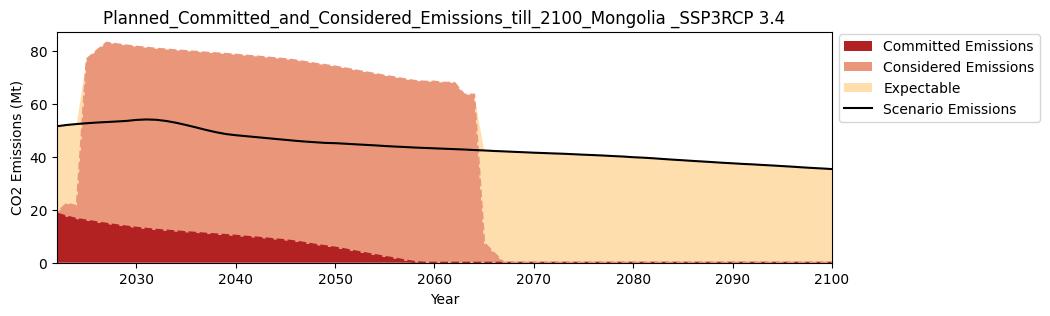 Planned_Committed_and_Considered_Emissions_till_2100_Mongolia _SSP3RCP 3.4
CO2 Emissions (Mt)
80
60
40
20
0
2030 2040 2050 2060 2070 2080 2090 2100
Year
Committed Emissions
Considered Emissions
Expectable
Scenario Emissions